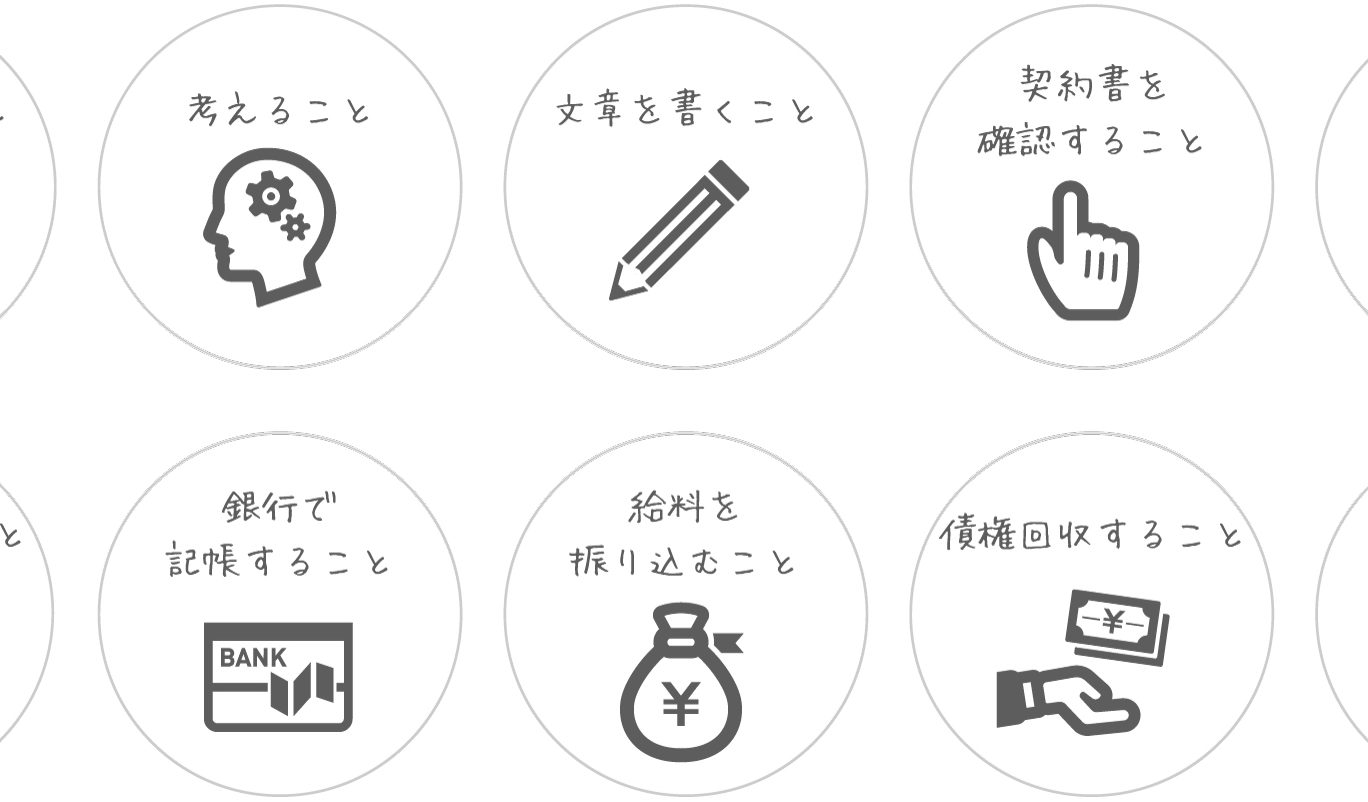 考えること
文章を書くこと
契約書を
確認すること
銀行で
記帳すること
BANK
¥
給料を
振り込むこと
¥
債権回収すること
¥
と